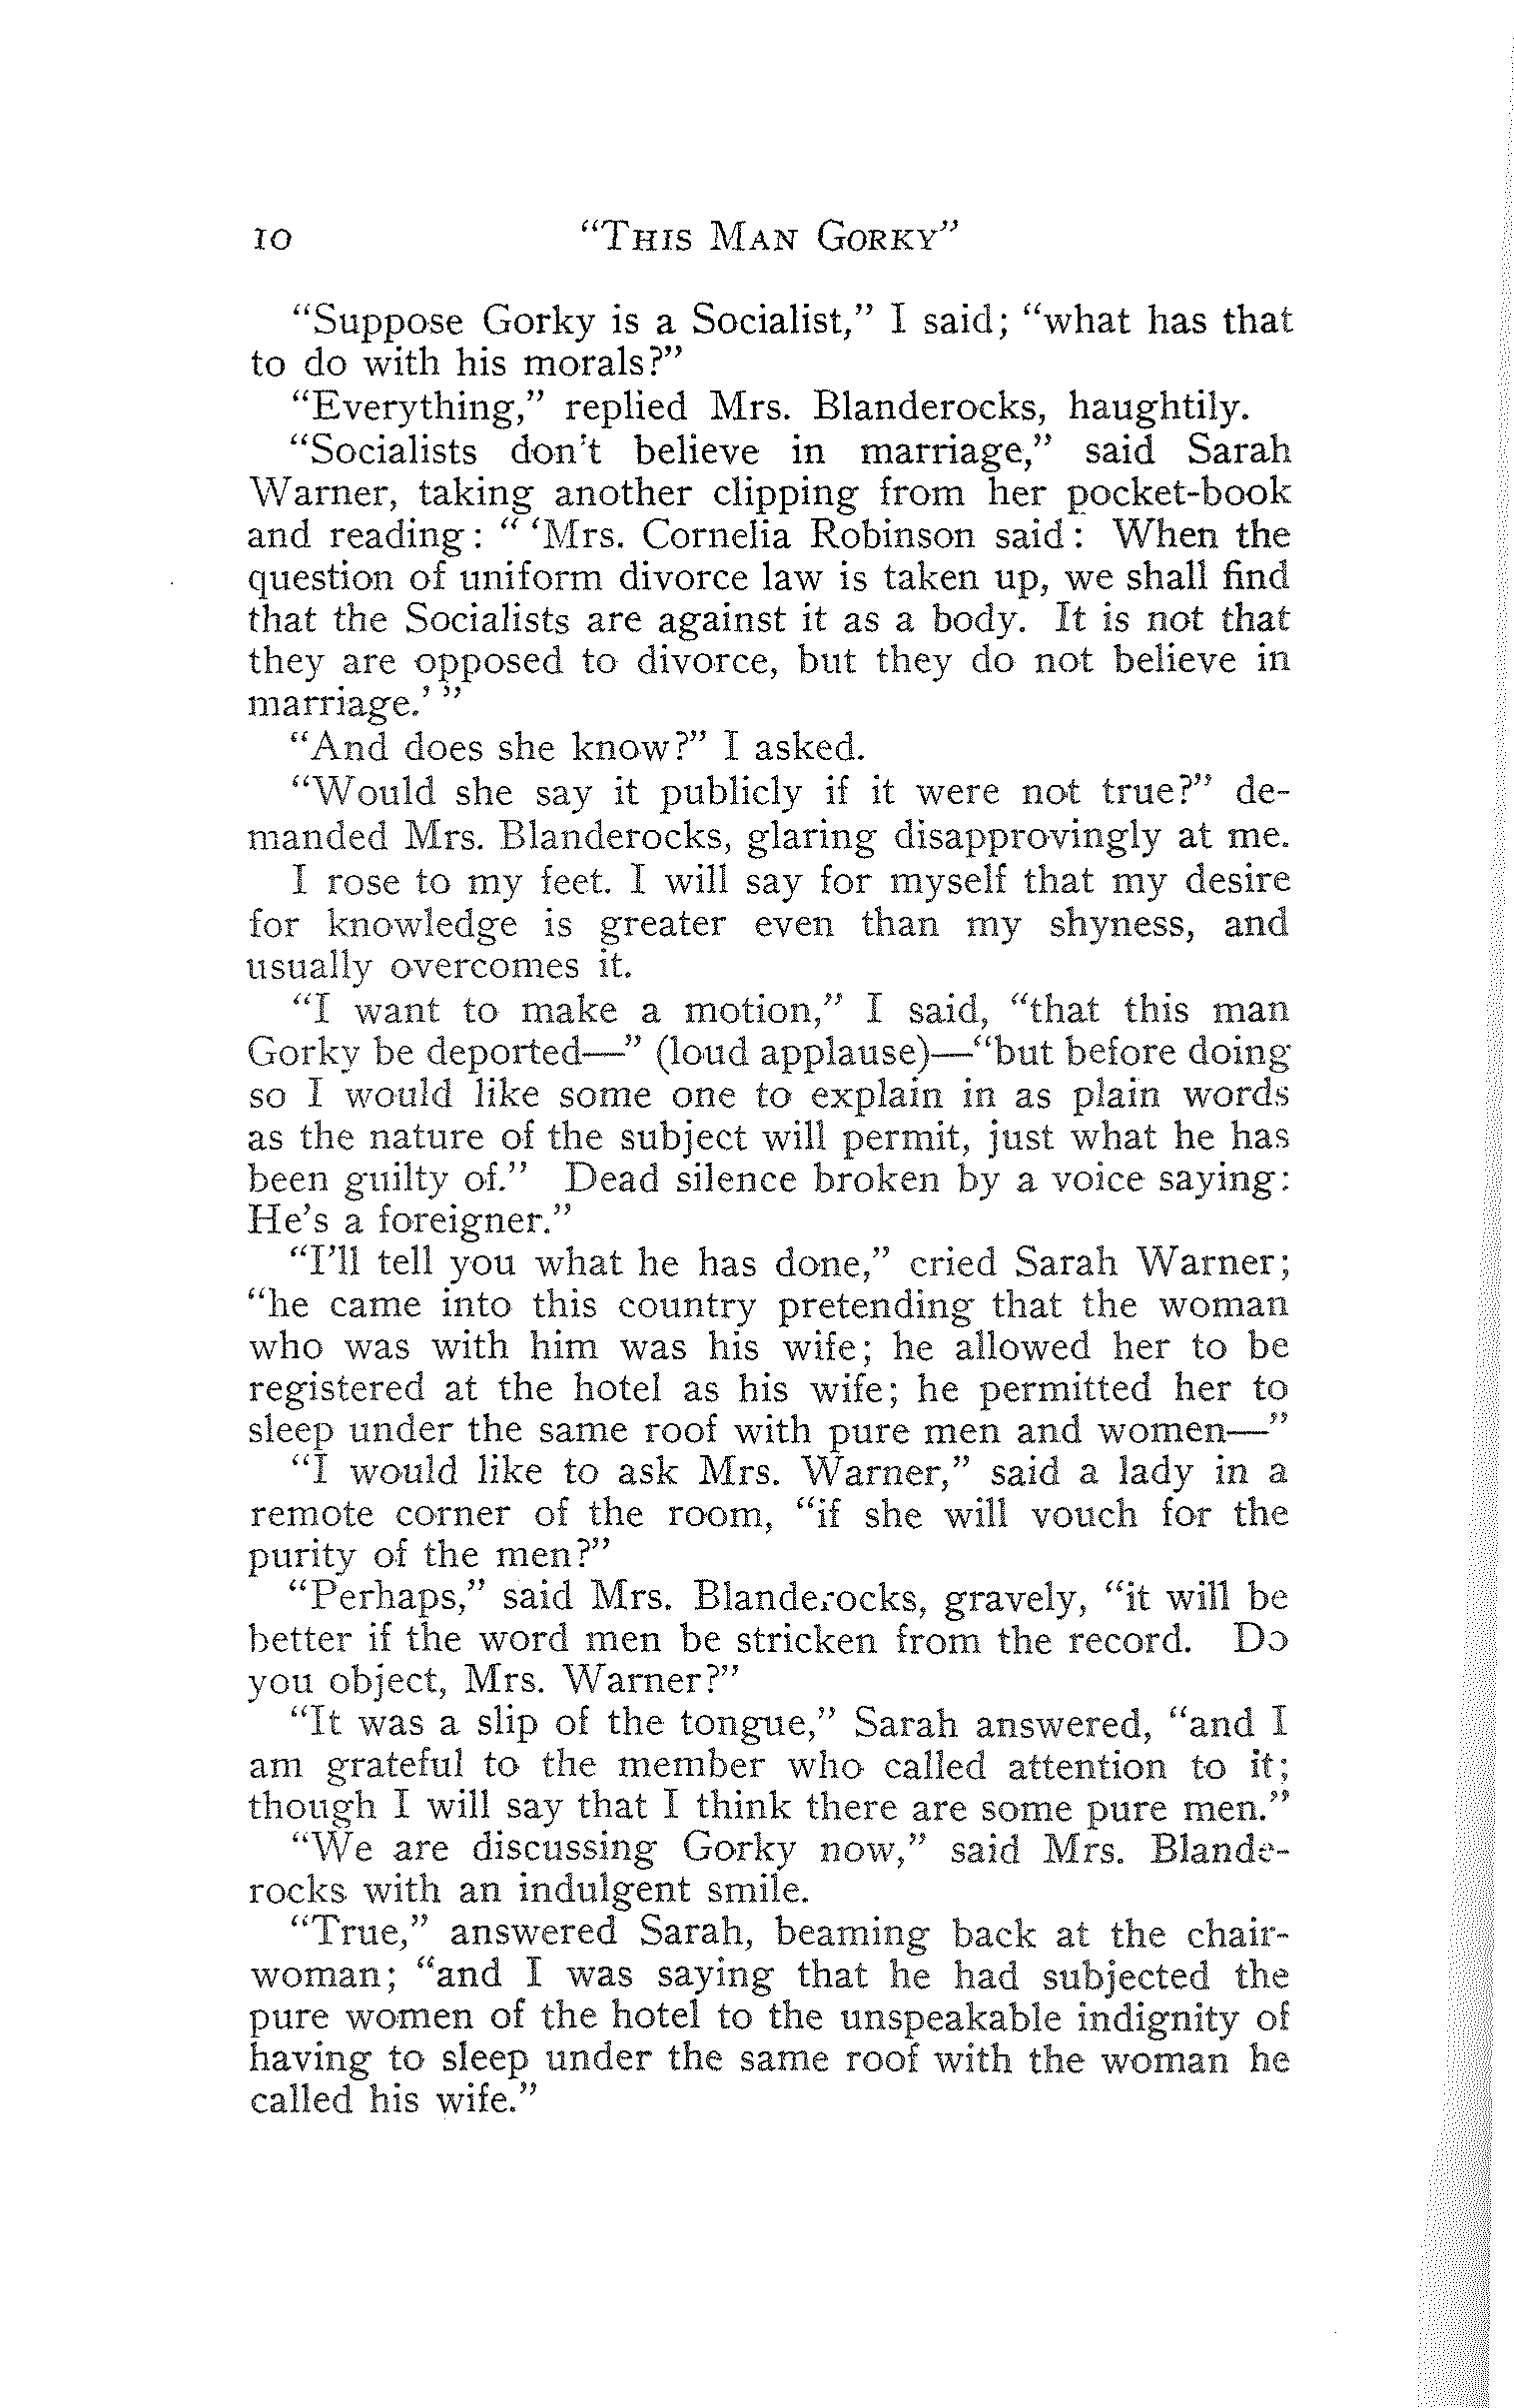 10 "THIS MAN GORKY"
"Suppose Gorky is a Socialist," I said; "what has that
to do with his morals?"
"Everything," replied Mrs. Blanderocks, haughtily.
"Socialists don't believe in marriage," said Sarah
Warner, taking another clipping from her pocket-book
and reading: " 'Mrs. Cornelia Robinson said: When the
question of uniform divorce law is taken up, we shall find
that the Socialists are against it as a body. It is not that
they are opposed to divorce, but they do not believe in
marriage.' "
"And does she know?" I asked.
"Would she say it publicly if it were not true?" de-
manded Mrs. Blanderocks, glaring disapprovingly at me.
I rose to my feet. I will say for myself that my desire
for knowledge is greater even than my shyness, and
usually overcomes it.
"I want to make a motion," I said, "that this man
Gorky be deported—" (loud applause)—"but before doing
so I would like some one to explain in as plain words
as the nature of the subject will permit, just what he has
been guilty of." Dead silence broken by a voice saying:
He's a foreigner."
"I'll tell you what he has done," cried Sarah Warner;
"he came into this country pretending that the woman
who was with him was his wife; he allowed her to be
registered at the hotel as his wife; he permitted her to
sleep under the same roof with pure men and women—"
"I would like to ask Mrs. Warner," said a lady in a
remote corner of the room, "if she will vouch for the
purity of the men?"
"Perhaps," said Mrs. Blanderocks, gravely, "it will be
better if the word men be stricken from the record. Do
you object, Mrs. Warner?"
"It was a slip of the tongue," Sarah answered, "and I
am grateful to the member who called attention to it;
though I will say that I think there are some pure men."
"We are discussing Gorky now," said Mrs. Blande-
rocks with an indulgent smile.
"True," answered Sarah, beaming back at the chair-
woman; "and I was saying that he had subjected the
pure women of the hotel to the unspeakable indignity of
having to sleep under the same roof with the woman he
called his wife."